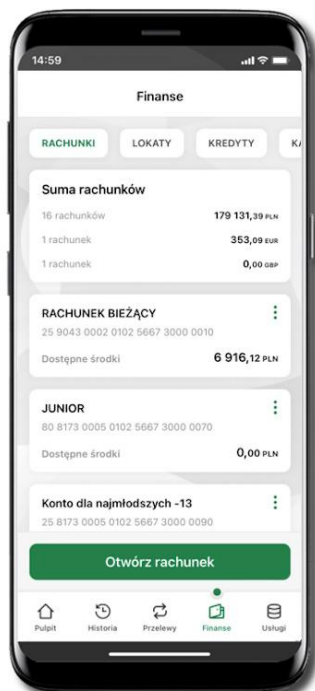 14:59
Finanse
RACHUNKI LOKATY KREDYTY
Suma rachunków
16 rachunków 179 131,39 PLN
1 rachunek 353,09 EUR
1 rachunek 0,00 GBP
RACHUNEK BIEŻĄCY
25 9043 0002 0102 5667 3000 0010
Dostępne środki 6 916,12 PLN
JUNIOR
80 8173 0005 0102 5667 3000 0070
Dostępne środki 0,00 PLN
Konto dla najmłodszych -13
25 8173 0005 0102 5667 3000 0090
Otwórz rachunek
Pulpit Historia Przelewy Finanse Usługi